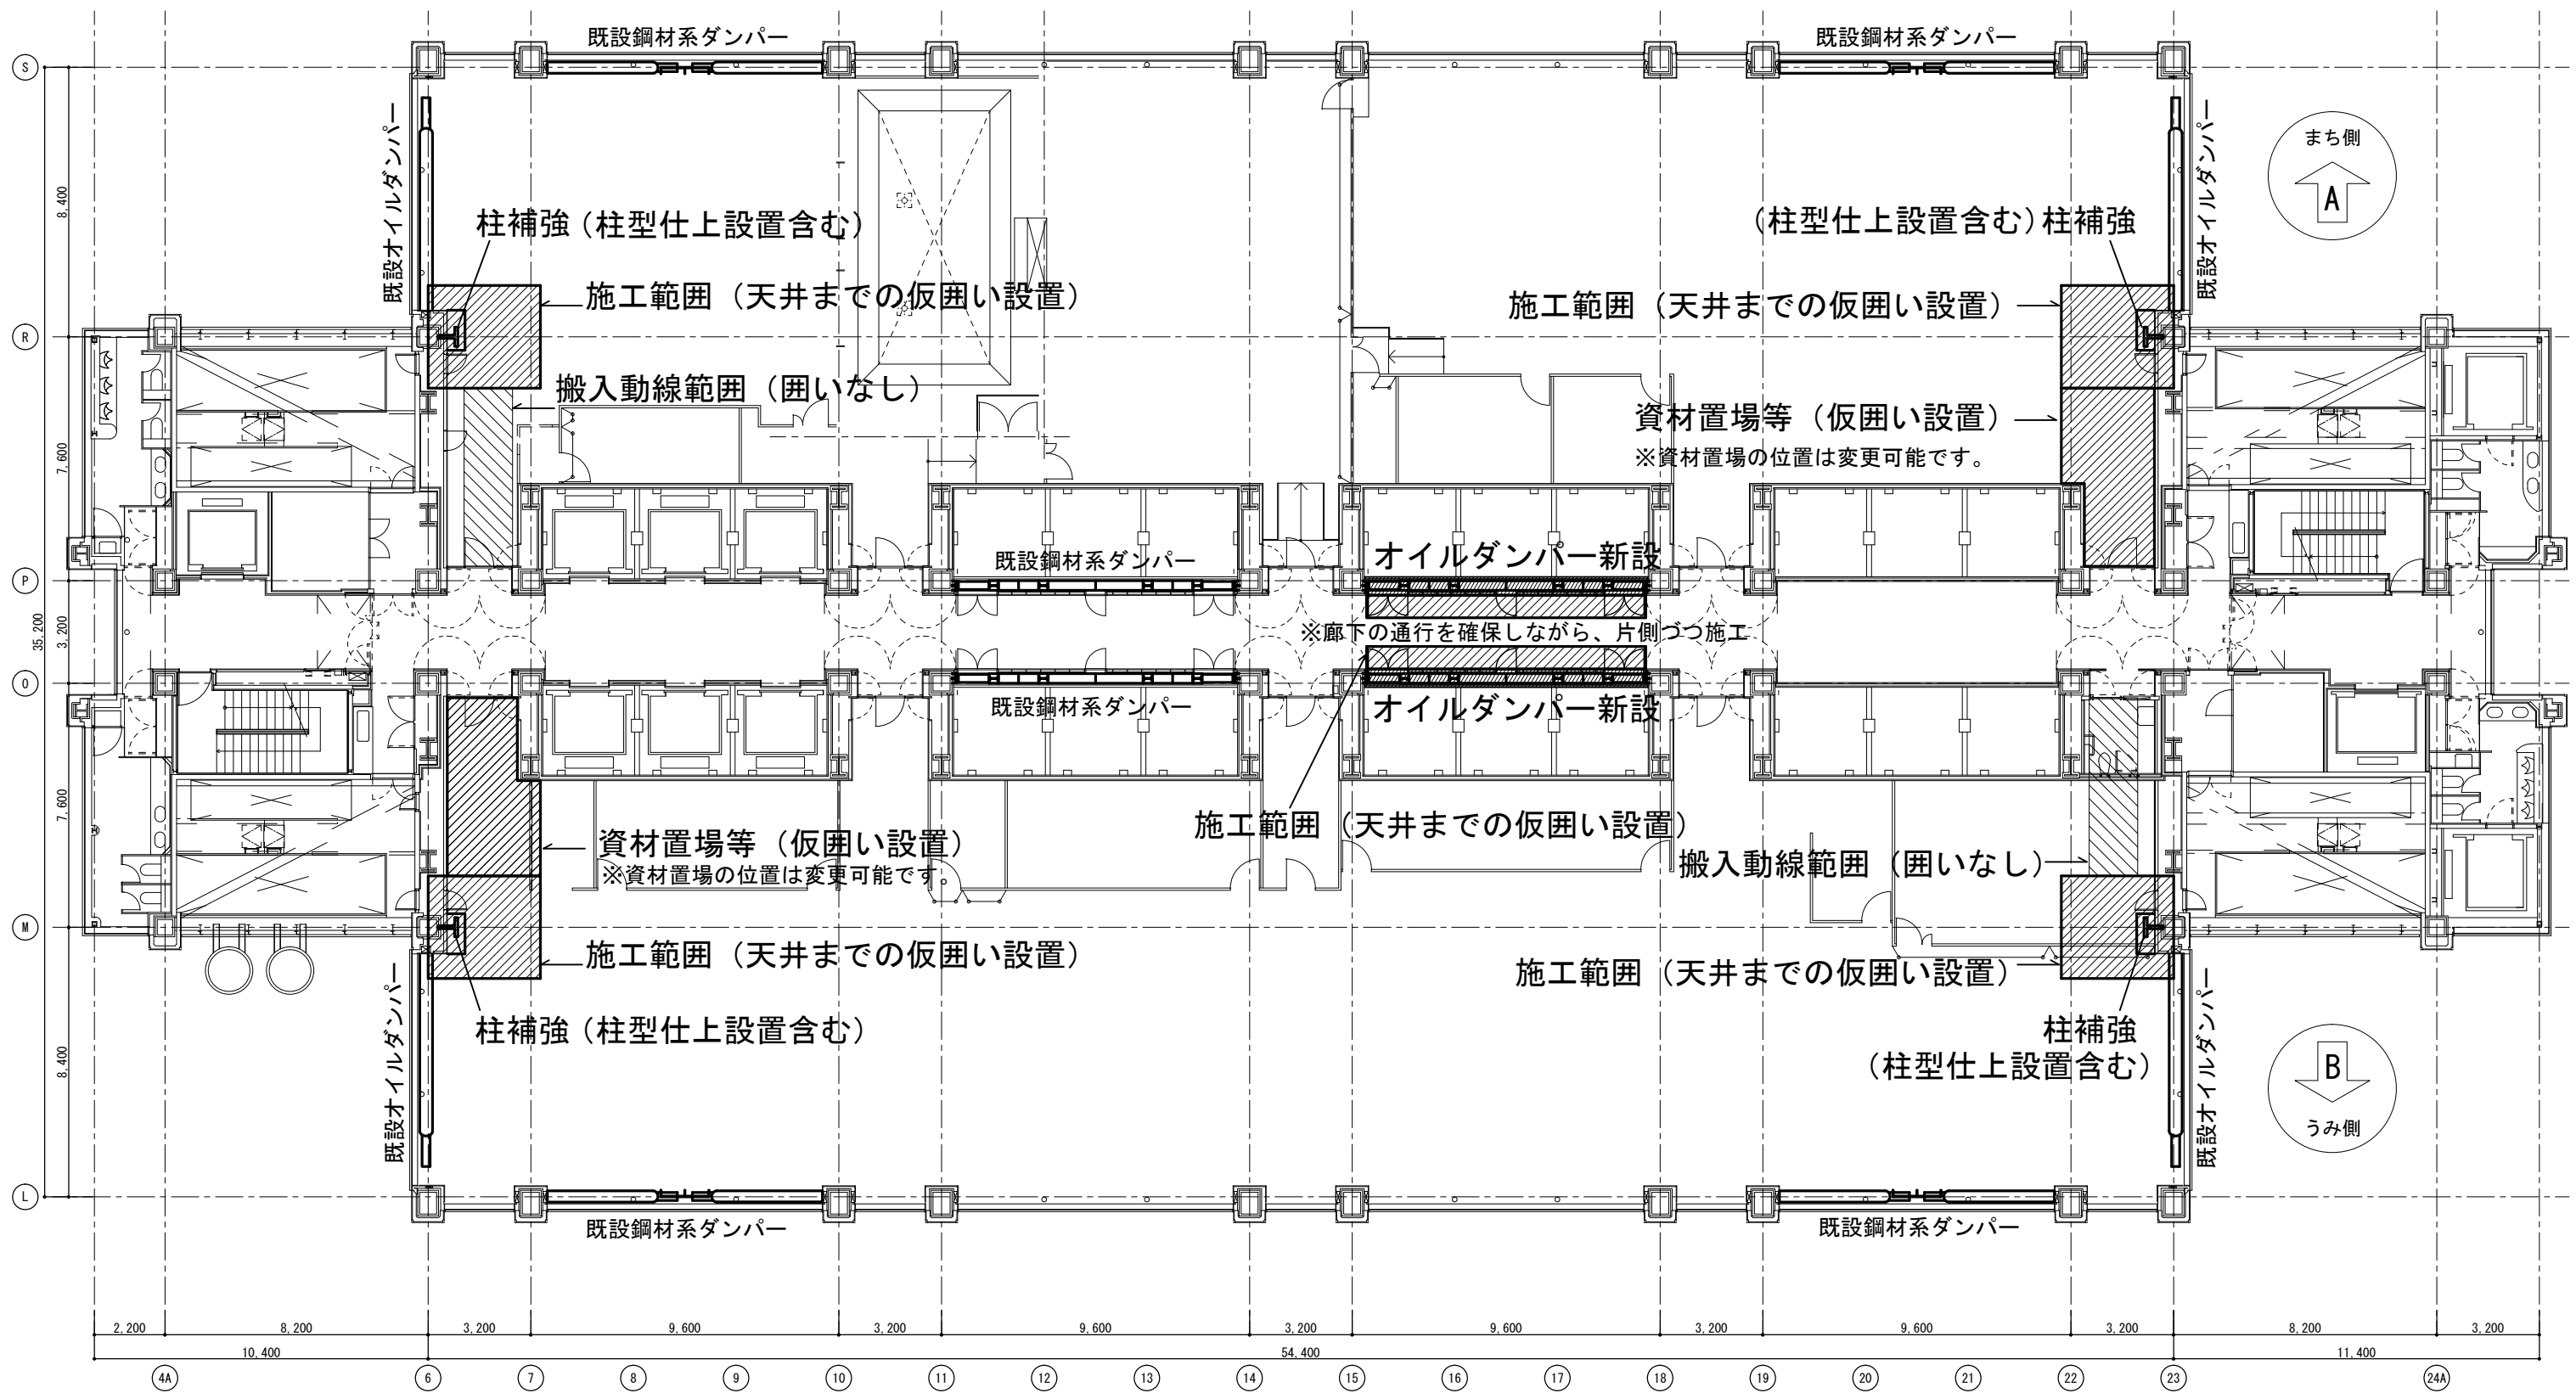 既設鋼材系ダンパー
既設鋼材系ダンパー
S
既設オイルダンパー
既設オイルダンパー
まち側
A
8,400
柱補強（柱型仕上設置含む）
（柱型仕上設置含む）柱補強
施工範囲（天井までの仮囲い設置）
施工範囲（天井までの仮囲い設置）
R
搬入動線範囲（囲いなし）
資材置場等（仮囲い設置）
※資材置場の位置は変更可能です。
7,600
既設鋼材系ダンパー
オイルダンパー新設
P
35,200
3,200
※廊下の通行を確保しながら、片側づつ施工
O
既設鋼材系ダンパー
オイルダンパー新設
7,600
施工範囲（天井までの仮囲い設置）
資材置場等（仮囲い設置）
※資材置場の位置は変更可能です
搬入動線範囲（囲いなし）
M
施工範囲（天井までの仮囲い設置）
施工範囲（天井までの仮囲い設置）
柱補強（柱型仕上設置含む）
柱補強
（柱型仕上設置含む）
既設オイルダンパー
既設オイルダンパー
8,400
B
うみ側
L
既設鋼材系ダンパー
既設鋼材系ダンパー
2,200 8,200 3,200 9,600 3,200 9,600 3,200 9,600 3,200 9,600 3,200 8,200 3,200
10,400 54,400 11,400
4A 6 7 8 9 10 11 12 13 14 15 16 17 18 19 20 21 22 23 24A